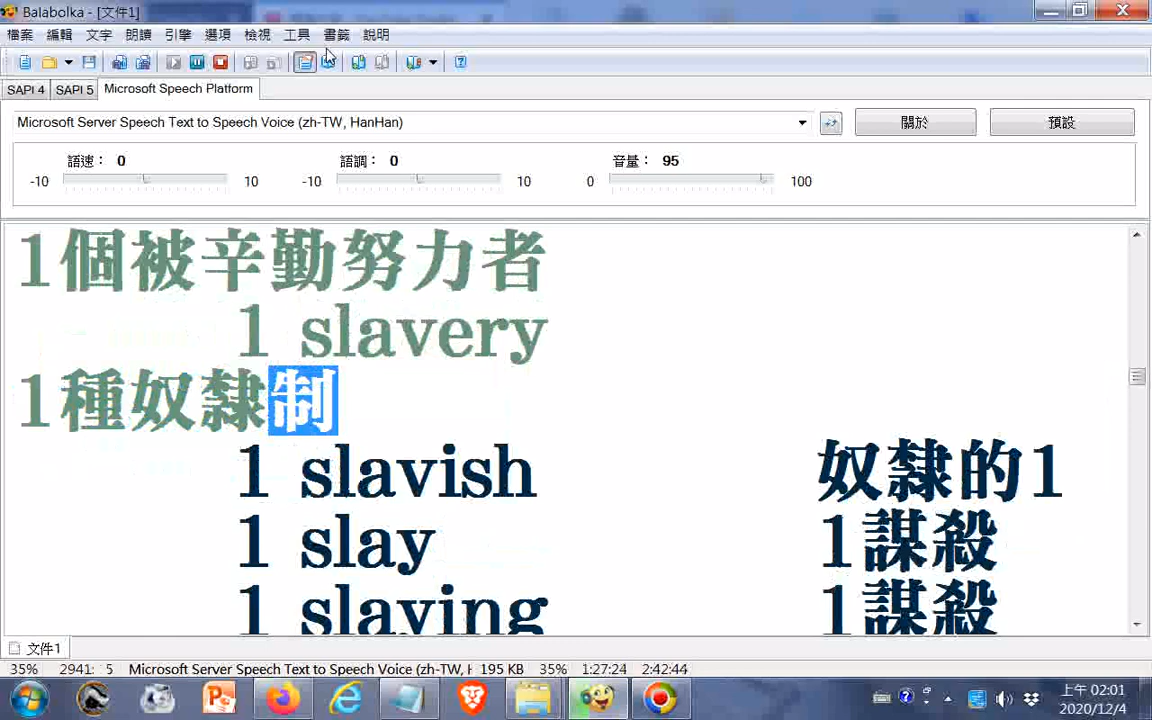 Balabolka - [文件1]
檔案 編輯 文字 朗讀 引擎 選項 檢視 工具 書籤 說明
SAPI 4 SAPI 5 Microsoft Speech Platform
Microsoft Server Speech Text to Speech Voice (zh-TW, HanHan) 關於 預設
語速： 0 語調： 0 音量： 95
-10 10 -10 10 0 100
1個被辛勤努力者
1 slavery
1種奴隸制
1 slavish 奴隸的1
1 slay 1謀殺
1 slaying 1謀殺
文件1
35% 2941: 5 Microsoft Server Speech Text to Speech Voice (zh-TW, H 195 KB 35% 1:27:24 2:42:44
上午 02:01
2020/12/4